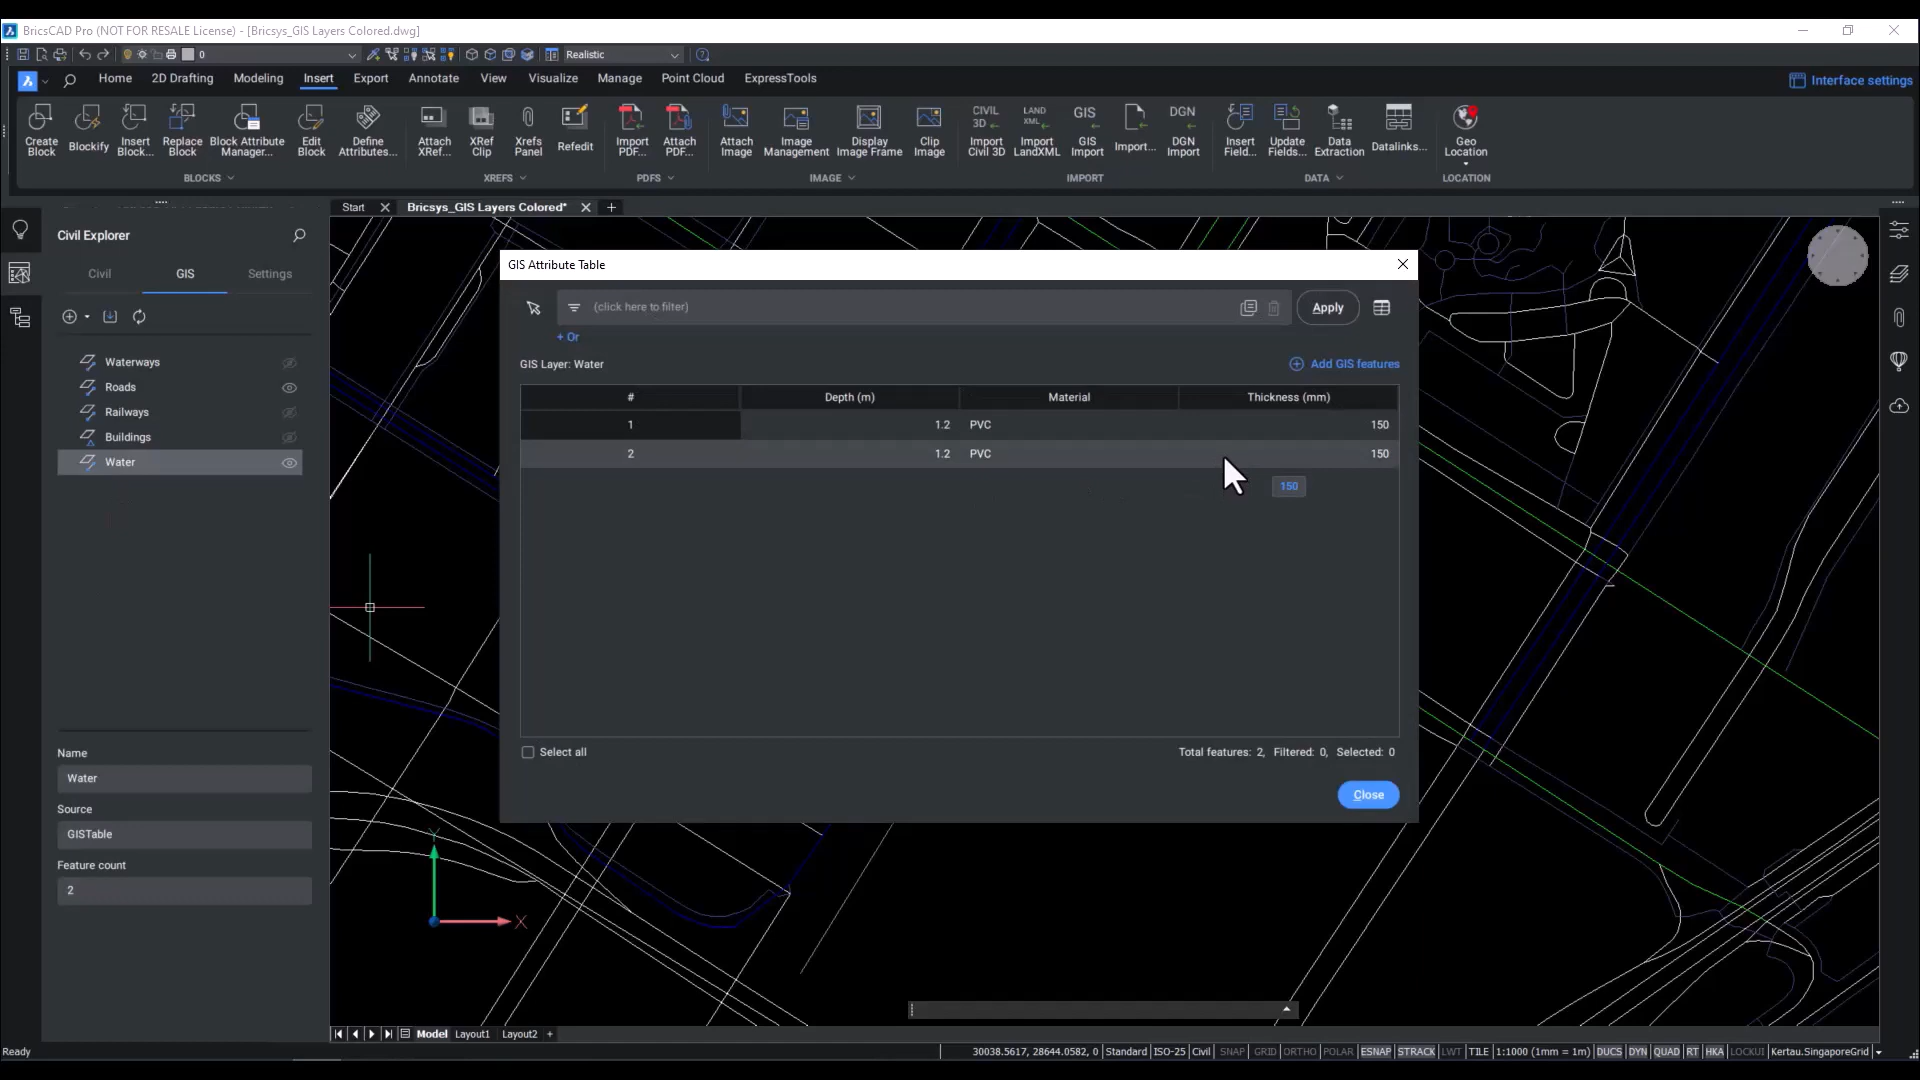 BricsCAD Pro (NOT FOR RESALE License) - [Bricsys_GIS Layers Colored.dwg]
0
Realistic
Home 2D Drafting Modeling Insert Export Annotate View Visualize Manage Point Cloud ExpressTools
Interface settings
Create Block
Blockify
Insert Block...
Replace Block
Block Attribute Manager...
Edit Block
Define Attributes...
Attach XRef...
XRef Clip
Xrefs Panel
Refedit
Import PDF...
Attach PDF...
Attach Image
Image Management
Display Image Frame
Clip Image
CIVIL 3D
Import Civil 3D
LAND XML
Import LandXML
GIS
GIS Import
Import...
DGN
DGN Import
Insert Field...
Update Fields...
Data Extraction
Datalinks...
Geo Location
BLOCKS XREFS PDFS IMAGE IMPORT DATA LOCATION
Start Bricsys_GIS Layers Colored*
Civil Explorer
Civil GIS Settings
Waterways
Roads
Railways
Buildings
Water
Name
Water
Source
GISTable
Feature count
2
GIS Attribute Table
(click here to filter)
Apply
+ Or
GIS Layer: Water
Add GIS features
# Depth (m) Material Thickness (mm)
1 1.2 PVC 150
2 1.2 PVC 150
150
Select all
Total features: 2, Filtered: 0, Selected: 0
Close
Y
X
Model Layout1 Layout2 +
Ready
30038.5617, 28644.0582, 0 Standard ISO-25 Civil SNAP GRID ORTHO POLAR ESNAP STRACK LWT TILE 1:1000 (1mm = 1m) DUCS DYN QUAD RT HKA LOCKUI Kertau.SingaporeGrid